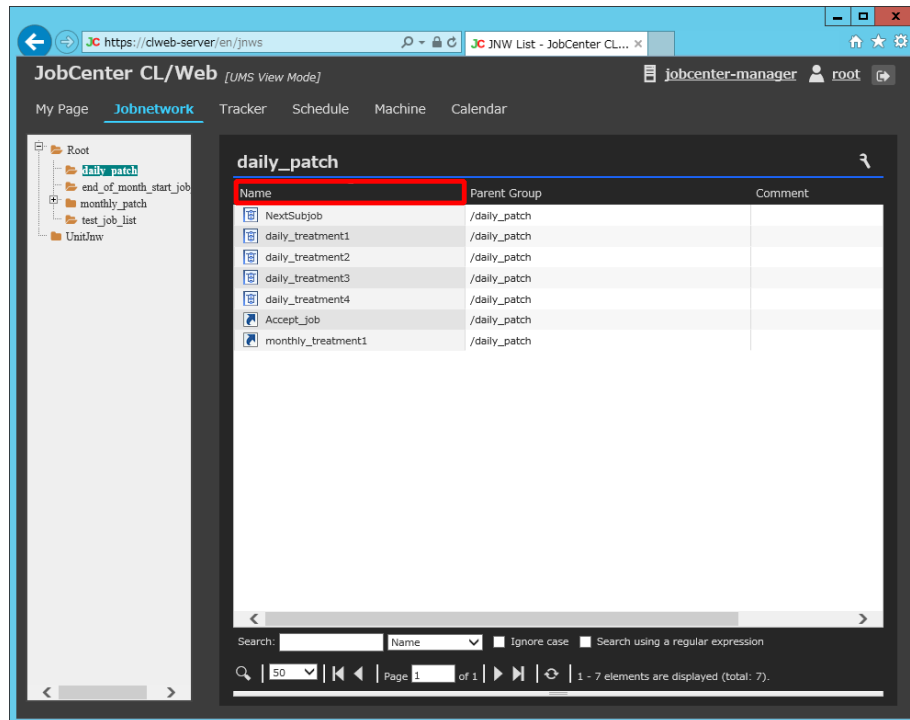 JC https://clweb-server/en/jnws
JC JNW List - JobCenter CL...
JobCenter CL/Web [UMS View Mode]
jobcenter-manager root
My Page Jobnetwork Tracker Schedule Machine Calendar
Root
daily_patch
end_of_month_start_job
monthly_patch
test_job_list
UnitJnw
daily_patch
Name Parent Group Comment
NextSubjob /daily_patch
daily_treatment1 /daily_patch
daily_treatment2 /daily_patch
daily_treatment3 /daily_patch
daily_treatment4 /daily_patch
Accept_job /daily_patch
monthly_treatment1 /daily_patch
Search: Name Ignore case Search using a regular expression
50 Page 1 of 1 1 - 7 elements are displayed (total: 7).